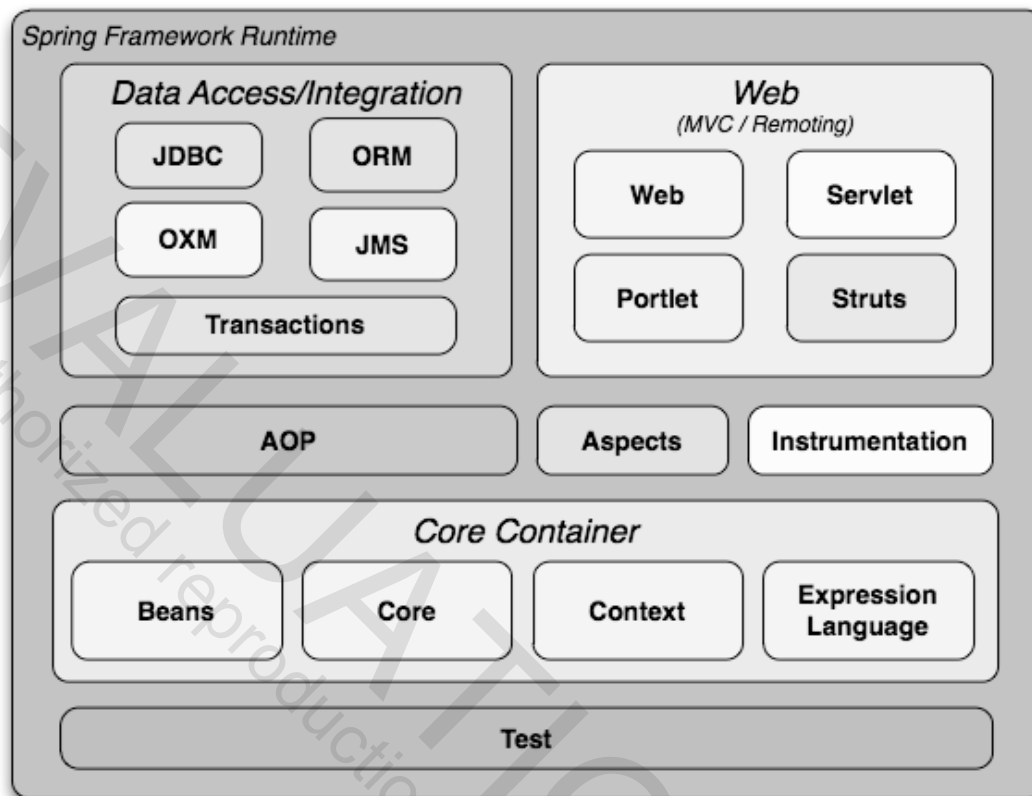 Spring Framework Runtime
Data Access/Integration
JDBC
ORM
OXM
JMS
Transactions
Web
(MVC / Remoting)
Web
Servlet
Portlet
Struts
AOP
Aspects
Instrumentation
Core Container
Beans
Core
Context
Expression
Language
Test